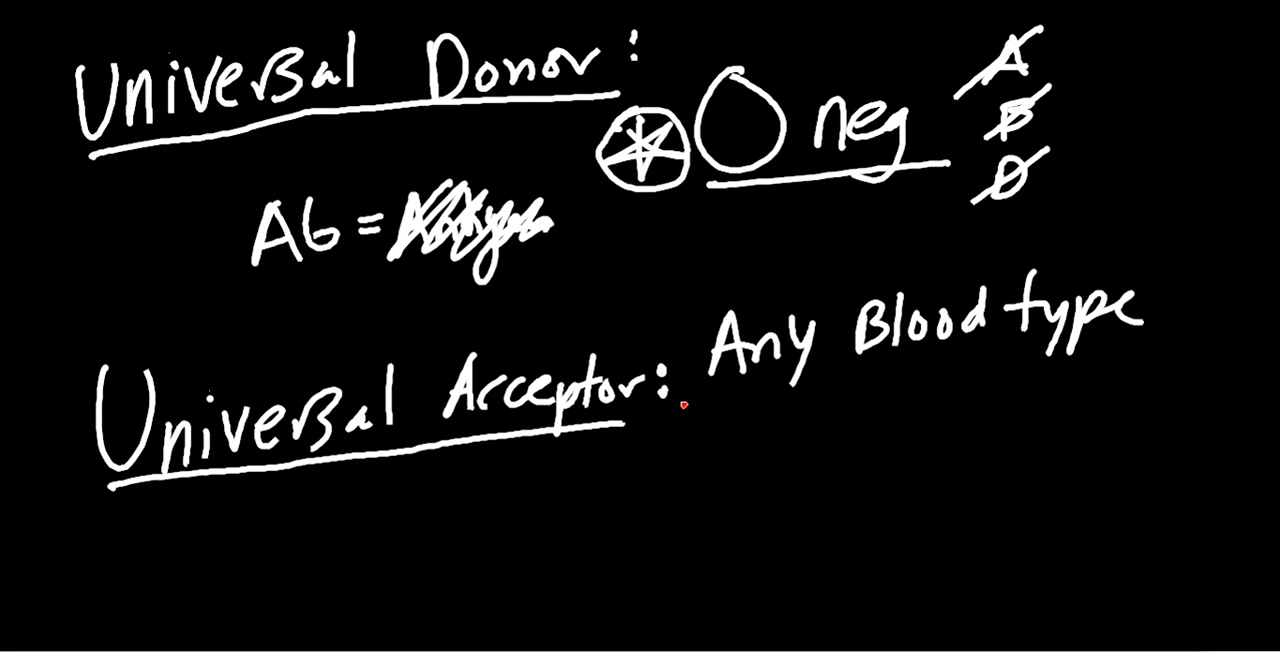 Universal Donor:
O neg
A
B
D
Ab =
Universal Acceptor: Any Blood type